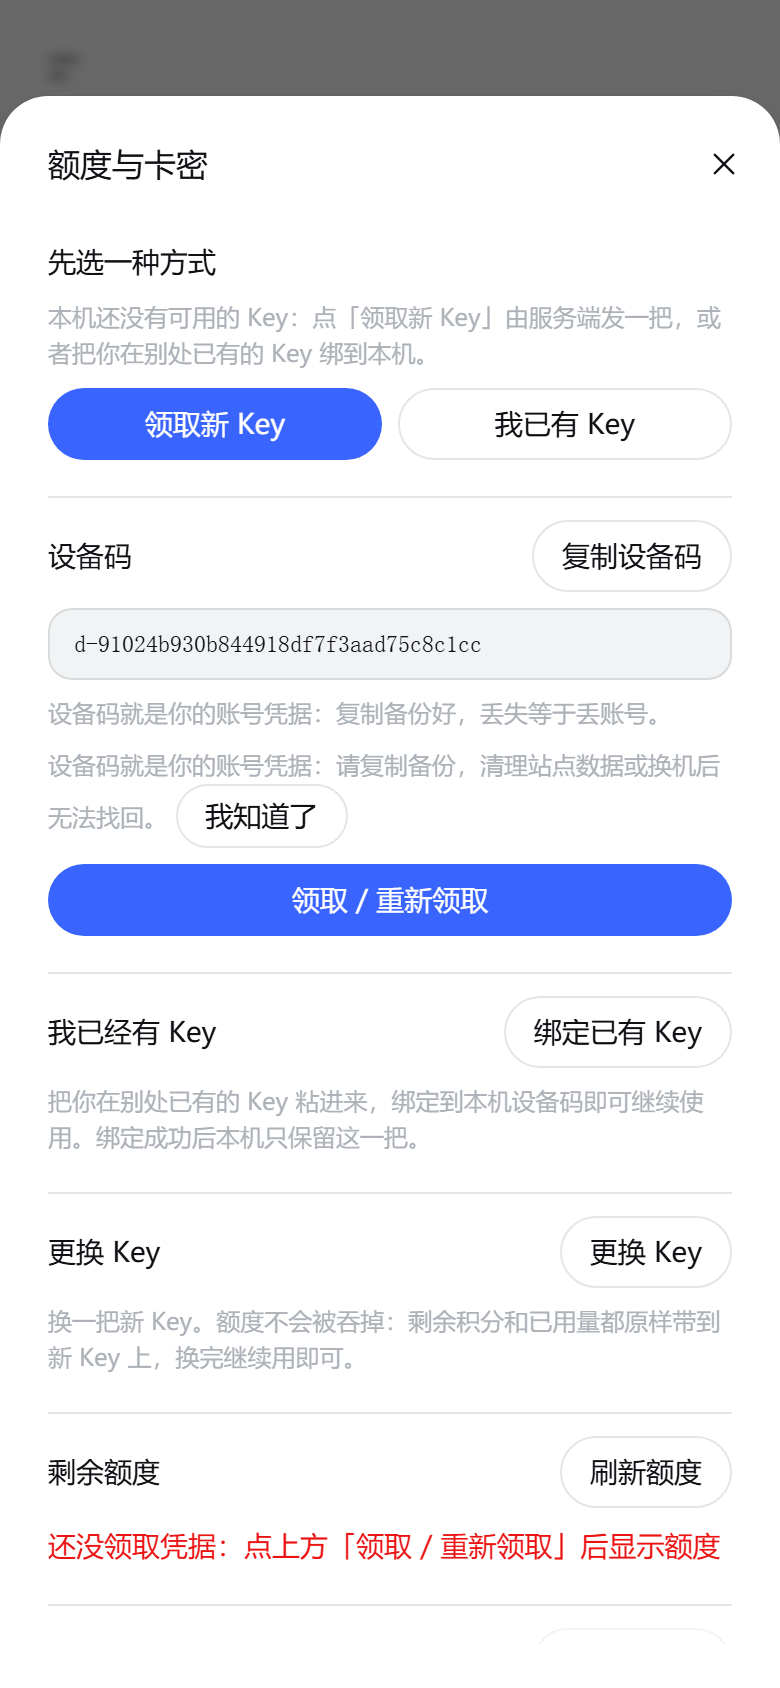 额度与卡密
先选一种方式
本机还没有可用的 Key：点「领取新 Key」由服务端发一把，或
者把你在别处已有的 Key 绑到本机。
领取新 Key
我已有 Key
设备码
复制设备码
d-91024b930b844918df7f3aad75c8c1cc
设备码就是你的账号凭据：复制备份好，丢失等于丢账号。
设备码就是你的账号凭据：请复制备份，清理站点数据或换机后
无法找回。 我知道了
领取 / 重新领取
我已经有 Key
绑定已有 Key
把你在别处已有的 Key 粘进来，绑定到本机设备码即可继续使
用。绑定成功后本机只保留这一把。
更换 Key
更换 Key
换一把新 Key。额度不会被吞掉：剩余积分和已用量都原样带到
新 Key 上，换完继续用即可。
剩余额度
刷新额度
还没领取凭据：点上方「领取 / 重新领取」后显示额度